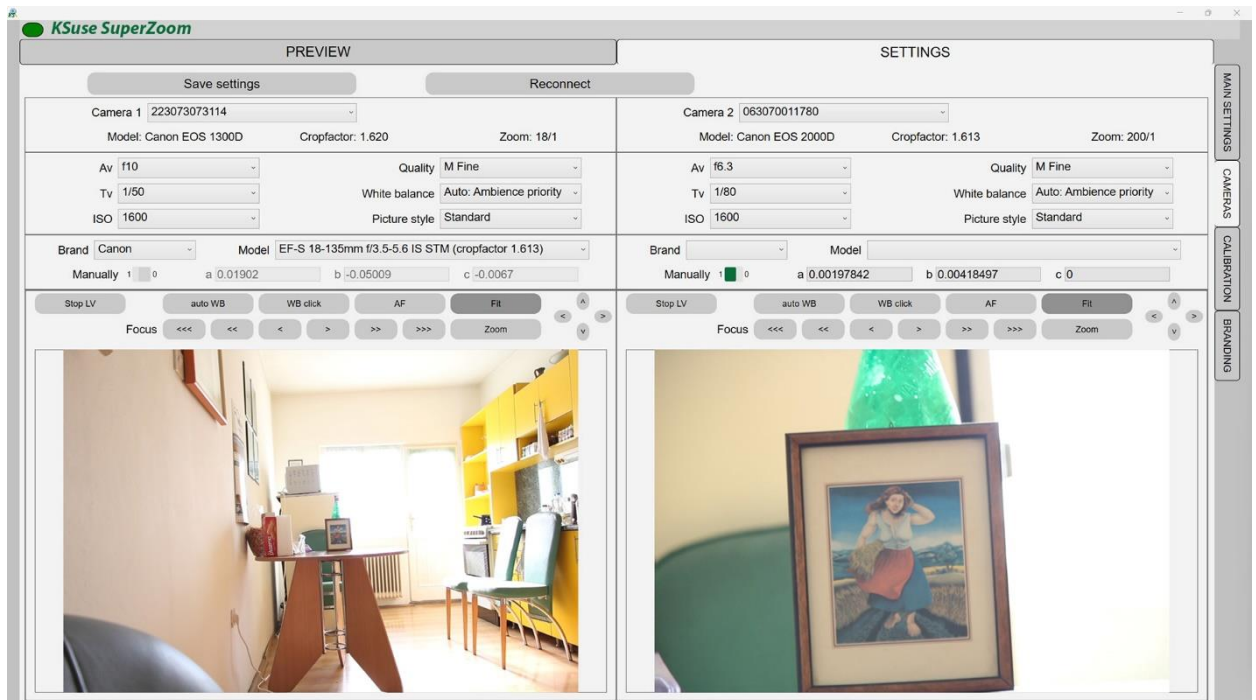 KSuse SuperZoom
PREVIEW SETTINGS
Save settings Reconnect
Camera 1 223073073114
Model: Canon EOS 1300D Cropfactor: 1.620 Zoom: 18/1
Av f10 Quality M Fine
Tv 1/50 White balance Auto: Ambience priority
ISO 1600 Picture style Standard
Brand Canon Model EF-S 18-135mm f/3.5-5.6 IS STM (cropfactor 1.613)
Manually 1 0 a 0.01902 b -0.05009 c -0.0067
Stop LV auto WB WB click AF Fit ^
< >
Focus <<< << < > >> >>> Zoom v
Camera 2 063070011780
Model: Canon EOS 2000D Cropfactor: 1.613 Zoom: 200/1
Av f6.3 Quality M Fine
Tv 1/80 White balance Auto: Ambience priority
ISO 1600 Picture style Standard
Brand Model
Manually 1 0 a 0.00197842 b 0.00418497 c 0
Stop LV auto WB WB click AF Fit ^
< >
Focus <<< << < > >> >>> Zoom v
MAIN SETTINGS
CAMERAS
CALIBRATION
BRANDING